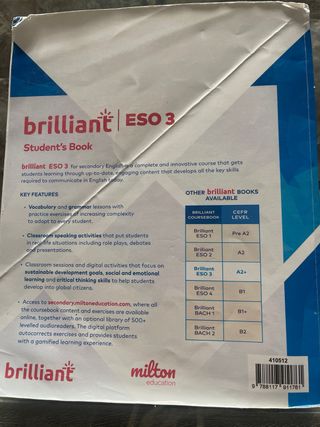 brilliant ESO 3
Student's Book
brilliant ESO 3 for secondary English is a complete and innovative course that gets
students learning through up-to-date, engaging content that develops all the key skills
required to communicate in English today.
KEY FEATURES
• Vocabulary and grammar lessons with
practice exercises of increasing complexity
to adapt to every student.
• Classroom speaking activities that put students
in real-life situations including role plays, debates
and presentations.
• Classroom sessions and digital activities that focus on
sustainable development goals, social and emotional
learning and critical thinking skills to help students
develop into global citizens.
• Access to secondary.miltoneducation.com, where all
the coursebook content and exercises are available
online, together with an optional library of 500+
levelled audioreaders. The digital platform
autocorrects exercises and provides students
with a gamified learning experience.
OTHER brilliant BOOKS
AVAILABLE
BRILLIANT COURSEBOOK CEFR LEVEL
Brilliant ESO 1 Pre A2
Brilliant ESO 2 A2
Brilliant ESO 3 A2+
Brilliant ESO 4 B1
Brilliant BACH 1 B1+
Brilliant BACH 2 B2
brilliant
milton
education
410512
9 788117 911761